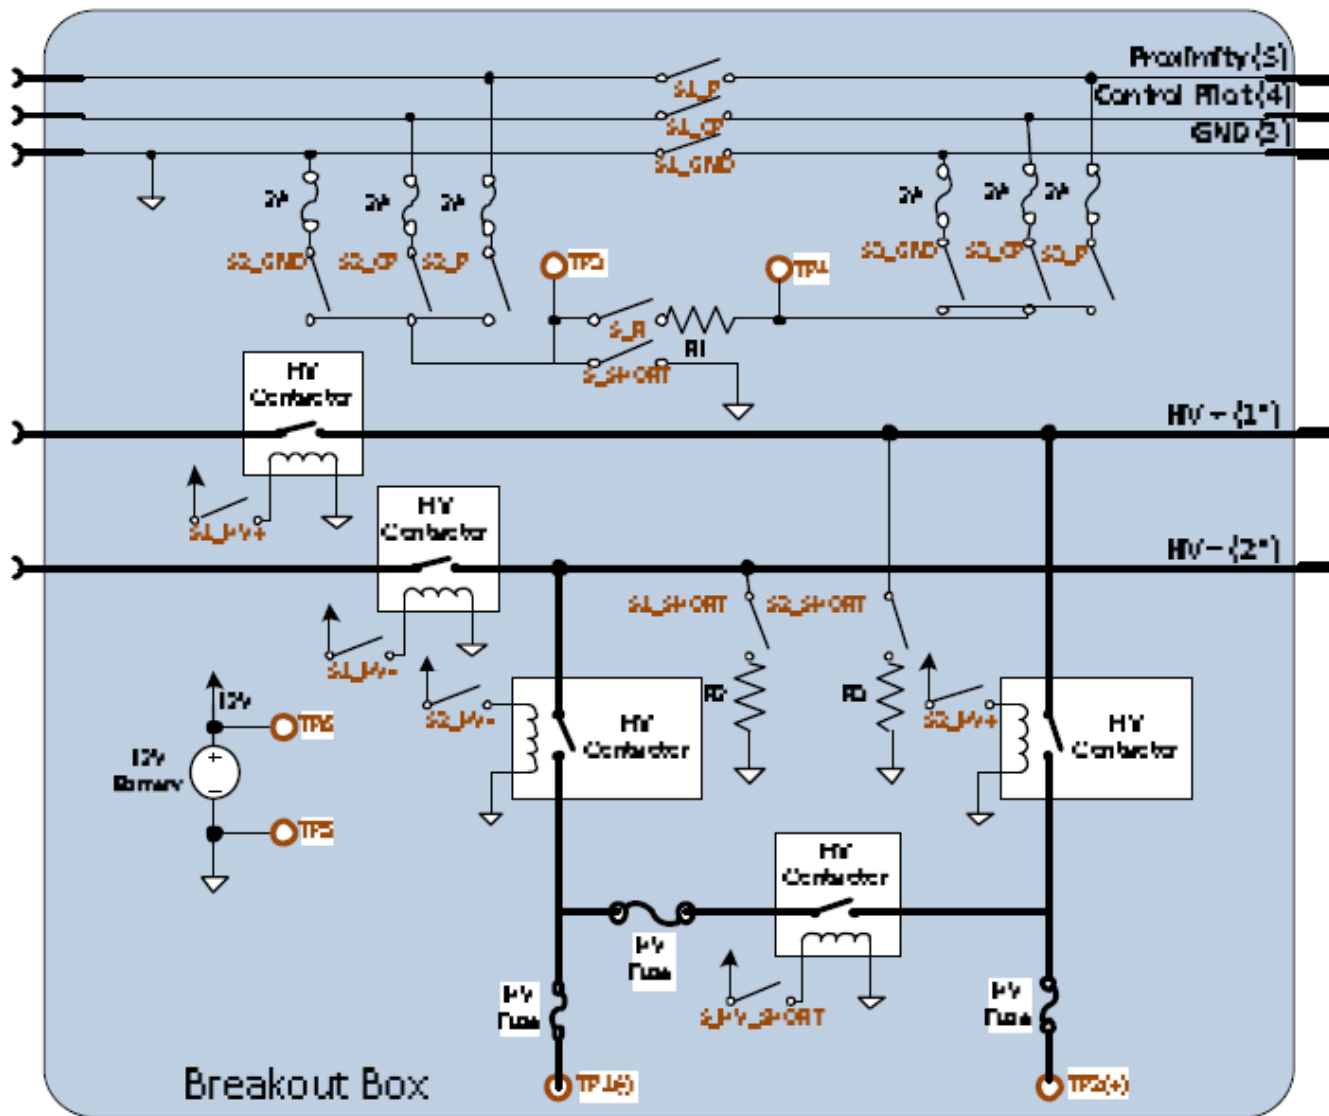 Proximity (5)
Control Pilot (4)
GND (3)
S1_P
S1_CP
S1_GND
2A
2A
2A
2A
2A
2A
S2_GND
S2_CP
S2_P
TP3
TP4
S3_GND
S3_CP
S3_P
S_R
R1
S_SHORT
HV
Contactor
HV + (1*)
S1_HV+
HV
Contactor
HV - (2*)
S1_HV-
S1_SHORT
S2_SHORT
S2_HV-
R2
R3
S2_HV+
HV
Contactor
HV
Contactor
12V
TP6
12V
Battery
TP5
HV
Contactor
HV
Fuse
HV
Fuse
HV
Fuse
S_HV_SHORT
Breakout Box
TP1(-)
TP2(+)